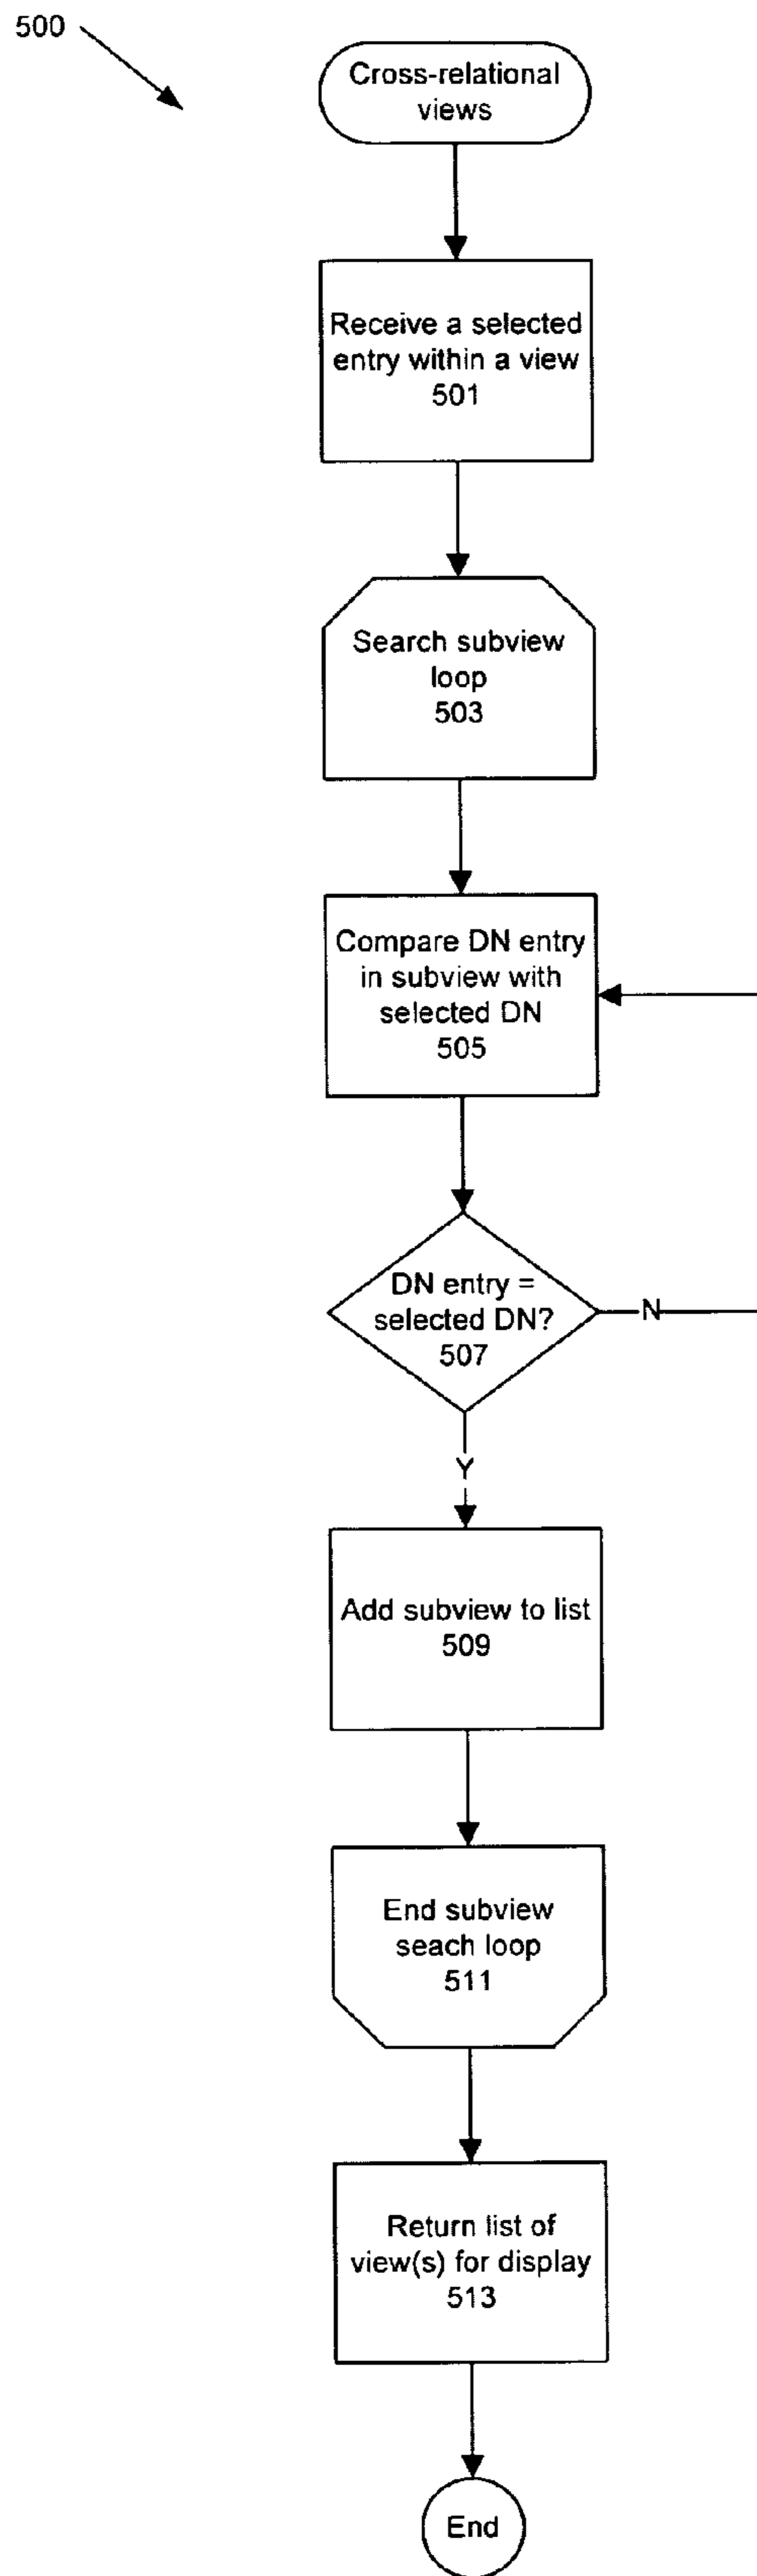 500
Cross-relational
views
Receive a selected
entry within a view
501
Search subview
loop
503
Compare DN entry
in subview with
selected DN
505
DN entry =
selected DN?
507
N
Y
Add subview to list
509
End subview
seach loop
511
Return list of
view(s) for display
513
End